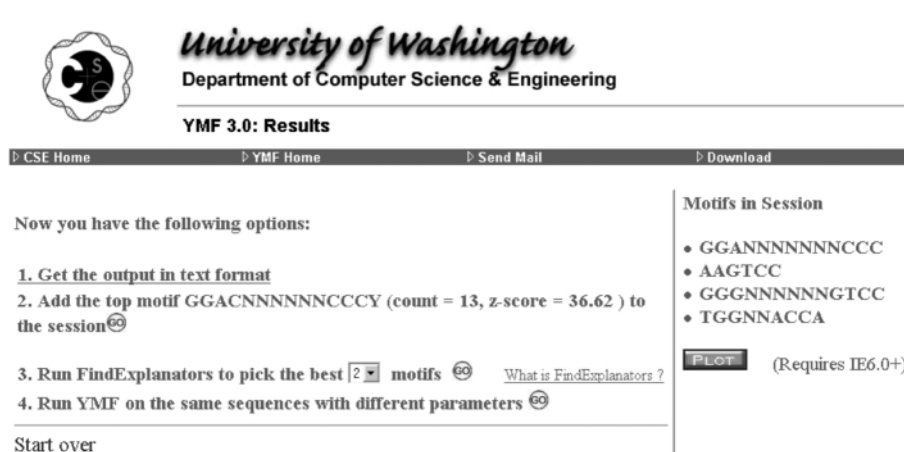 C S e
University of Washington
Department of Computer Science & Engineering
YMF 3.0: Results
CSE Home YMF Home Send Mail Download
Now you have the following options:
1. Get the output in text format
2. Add the top motif GGACNNNNNNCCCY (count = 13, z-score = 36.62 ) to
the session GO
3. Run FindExplanators to pick the best 2 motifs GO What is FindExplanators ?
4. Run YMF on the same sequences with different parameters GO
Start over
Motifs in Session
• GGANNNNNNNCCC
• AAGTCC
• GGGNNNNNNGTCC
• TGGNNACCA
PLOT (Requires IE6.0+)